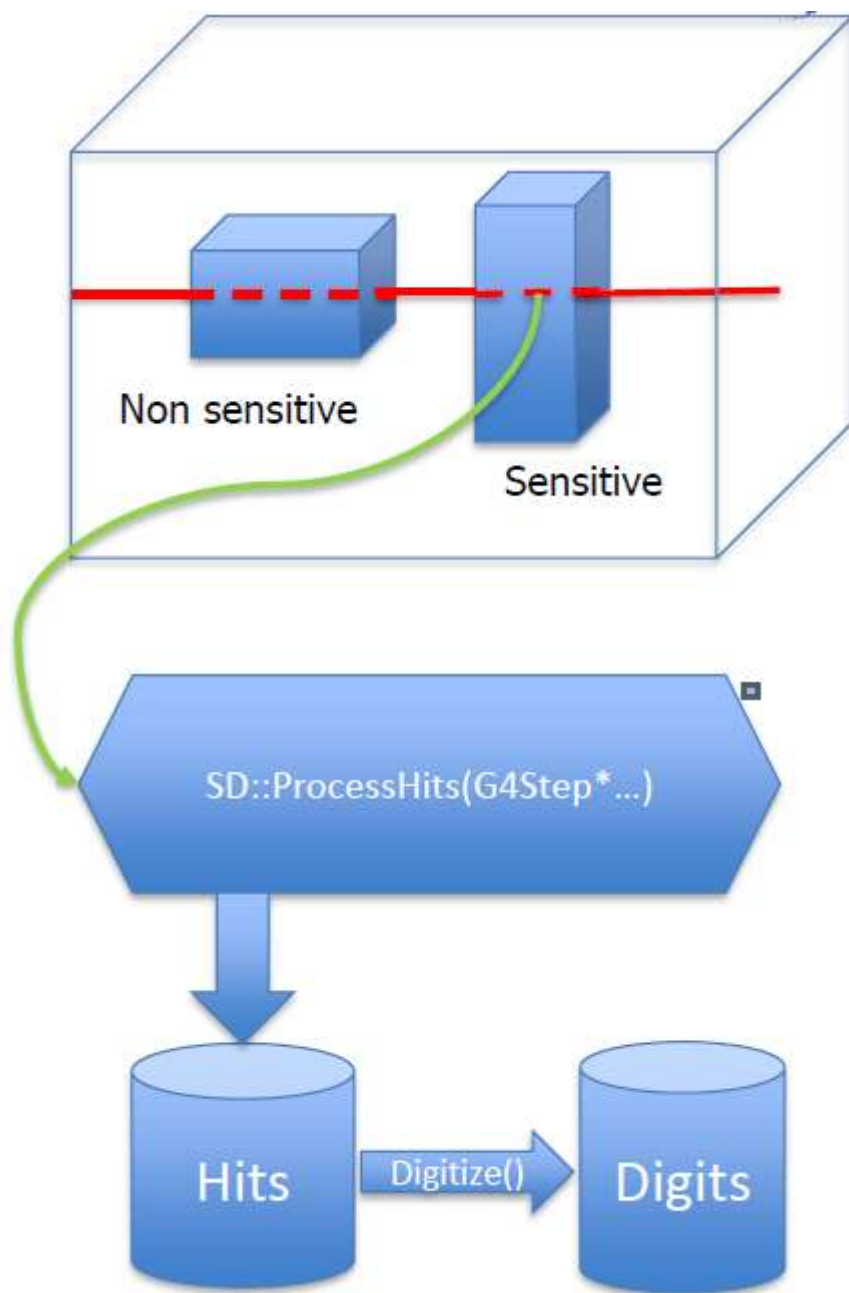 Non sensitive
Sensitive
SD::ProcessHits(G4Step*...)
Hits
Digitize()
Digits